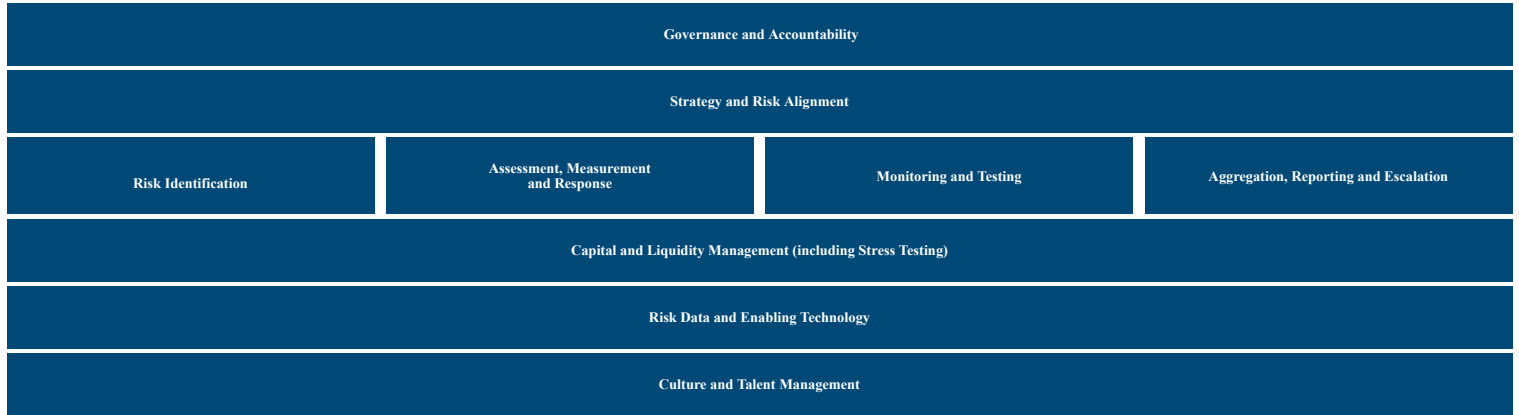 Governance and Accountability
Strategy and Risk Alignment
Risk Identification
Assessment, Measurement
and Response
Monitoring and Testing
Aggregation, Reporting and Escalation
Capital and Liquidity Management (including Stress Testing)
Risk Data and Enabling Technology
Culture and Talent Management